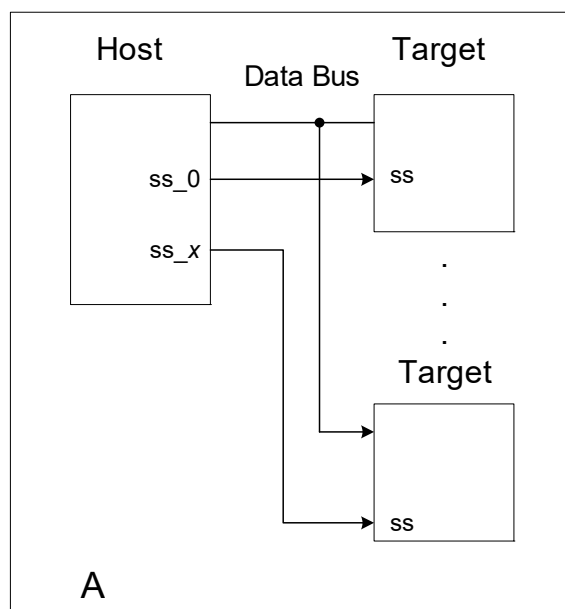 Host
Target
Data Bus
ss_0
ss
ss_x
.
.
.
Target
ss
A